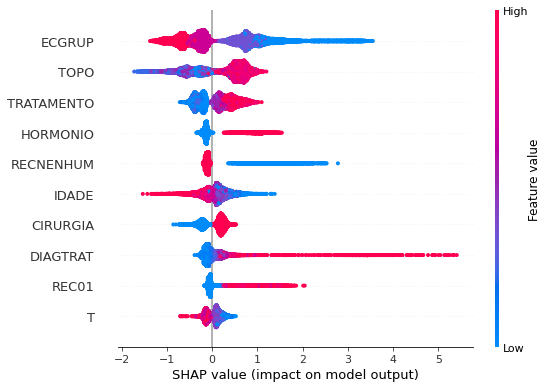 High
ECGRUP
TOPO
TRATAMENTO
HORMONIO
RECNENHUM
IDADE
CIRURGIA
DIAGTRAT
REC01
T
Feature value
Low
−2 −1 0 1 2 3 4 5
SHAP value (impact on model output)